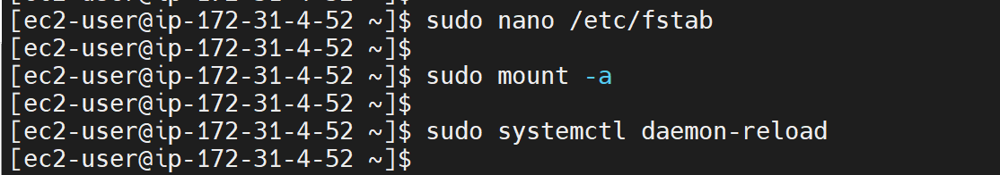 [ec2-user@ip-172-31-4-52 ~]$ sudo nano /etc/fstab
[ec2-user@ip-172-31-4-52 ~]$
[ec2-user@ip-172-31-4-52 ~]$ sudo mount -a
[ec2-user@ip-172-31-4-52 ~]$
[ec2-user@ip-172-31-4-52 ~]$ sudo systemctl daemon-reload
[ec2-user@ip-172-31-4-52 ~]$